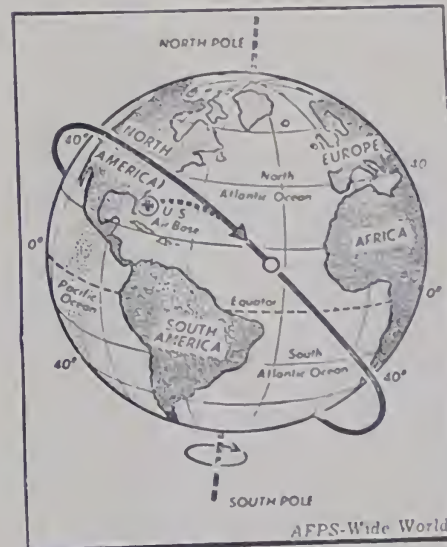 NORTH POLE
NORTH
AMERICA
EUROPE
40°
40
North
Atlantic Ocean
U S
Air Base
AFRICA
0°
Pacific
Ocean
Equator
0°
SOUTH
AMERICA
South
Atlantic Ocean
40°
40°
SOUTH POLE
AFPS-Wide World